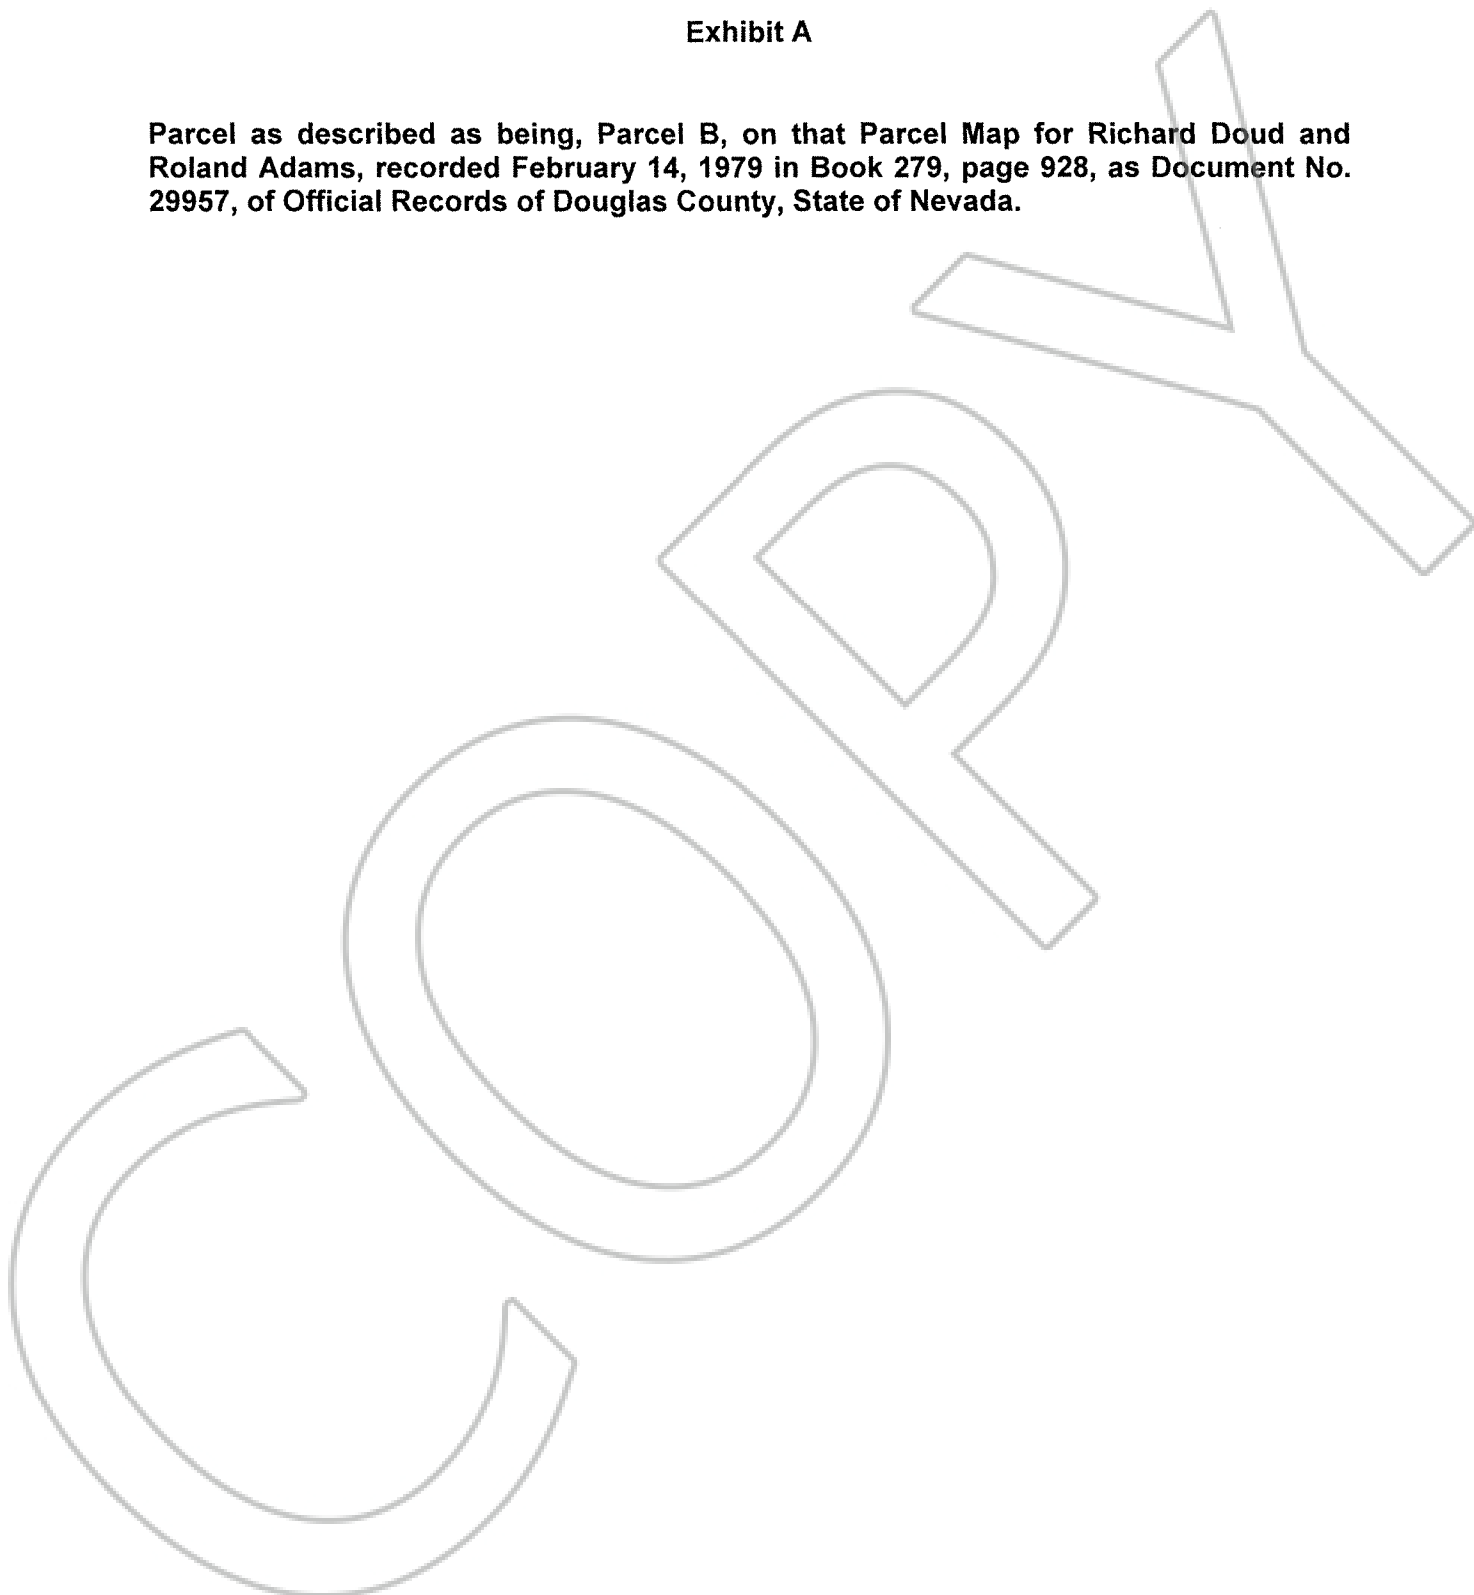 Exhibit A
Parcel as described as being, Parcel B, on that Parcel Map for Richard Doud and
Roland Adams, recorded February 14, 1979 in Book 279, page 928, as Document No.
29957, of Official Records of Douglas County, State of Nevada.
COPY